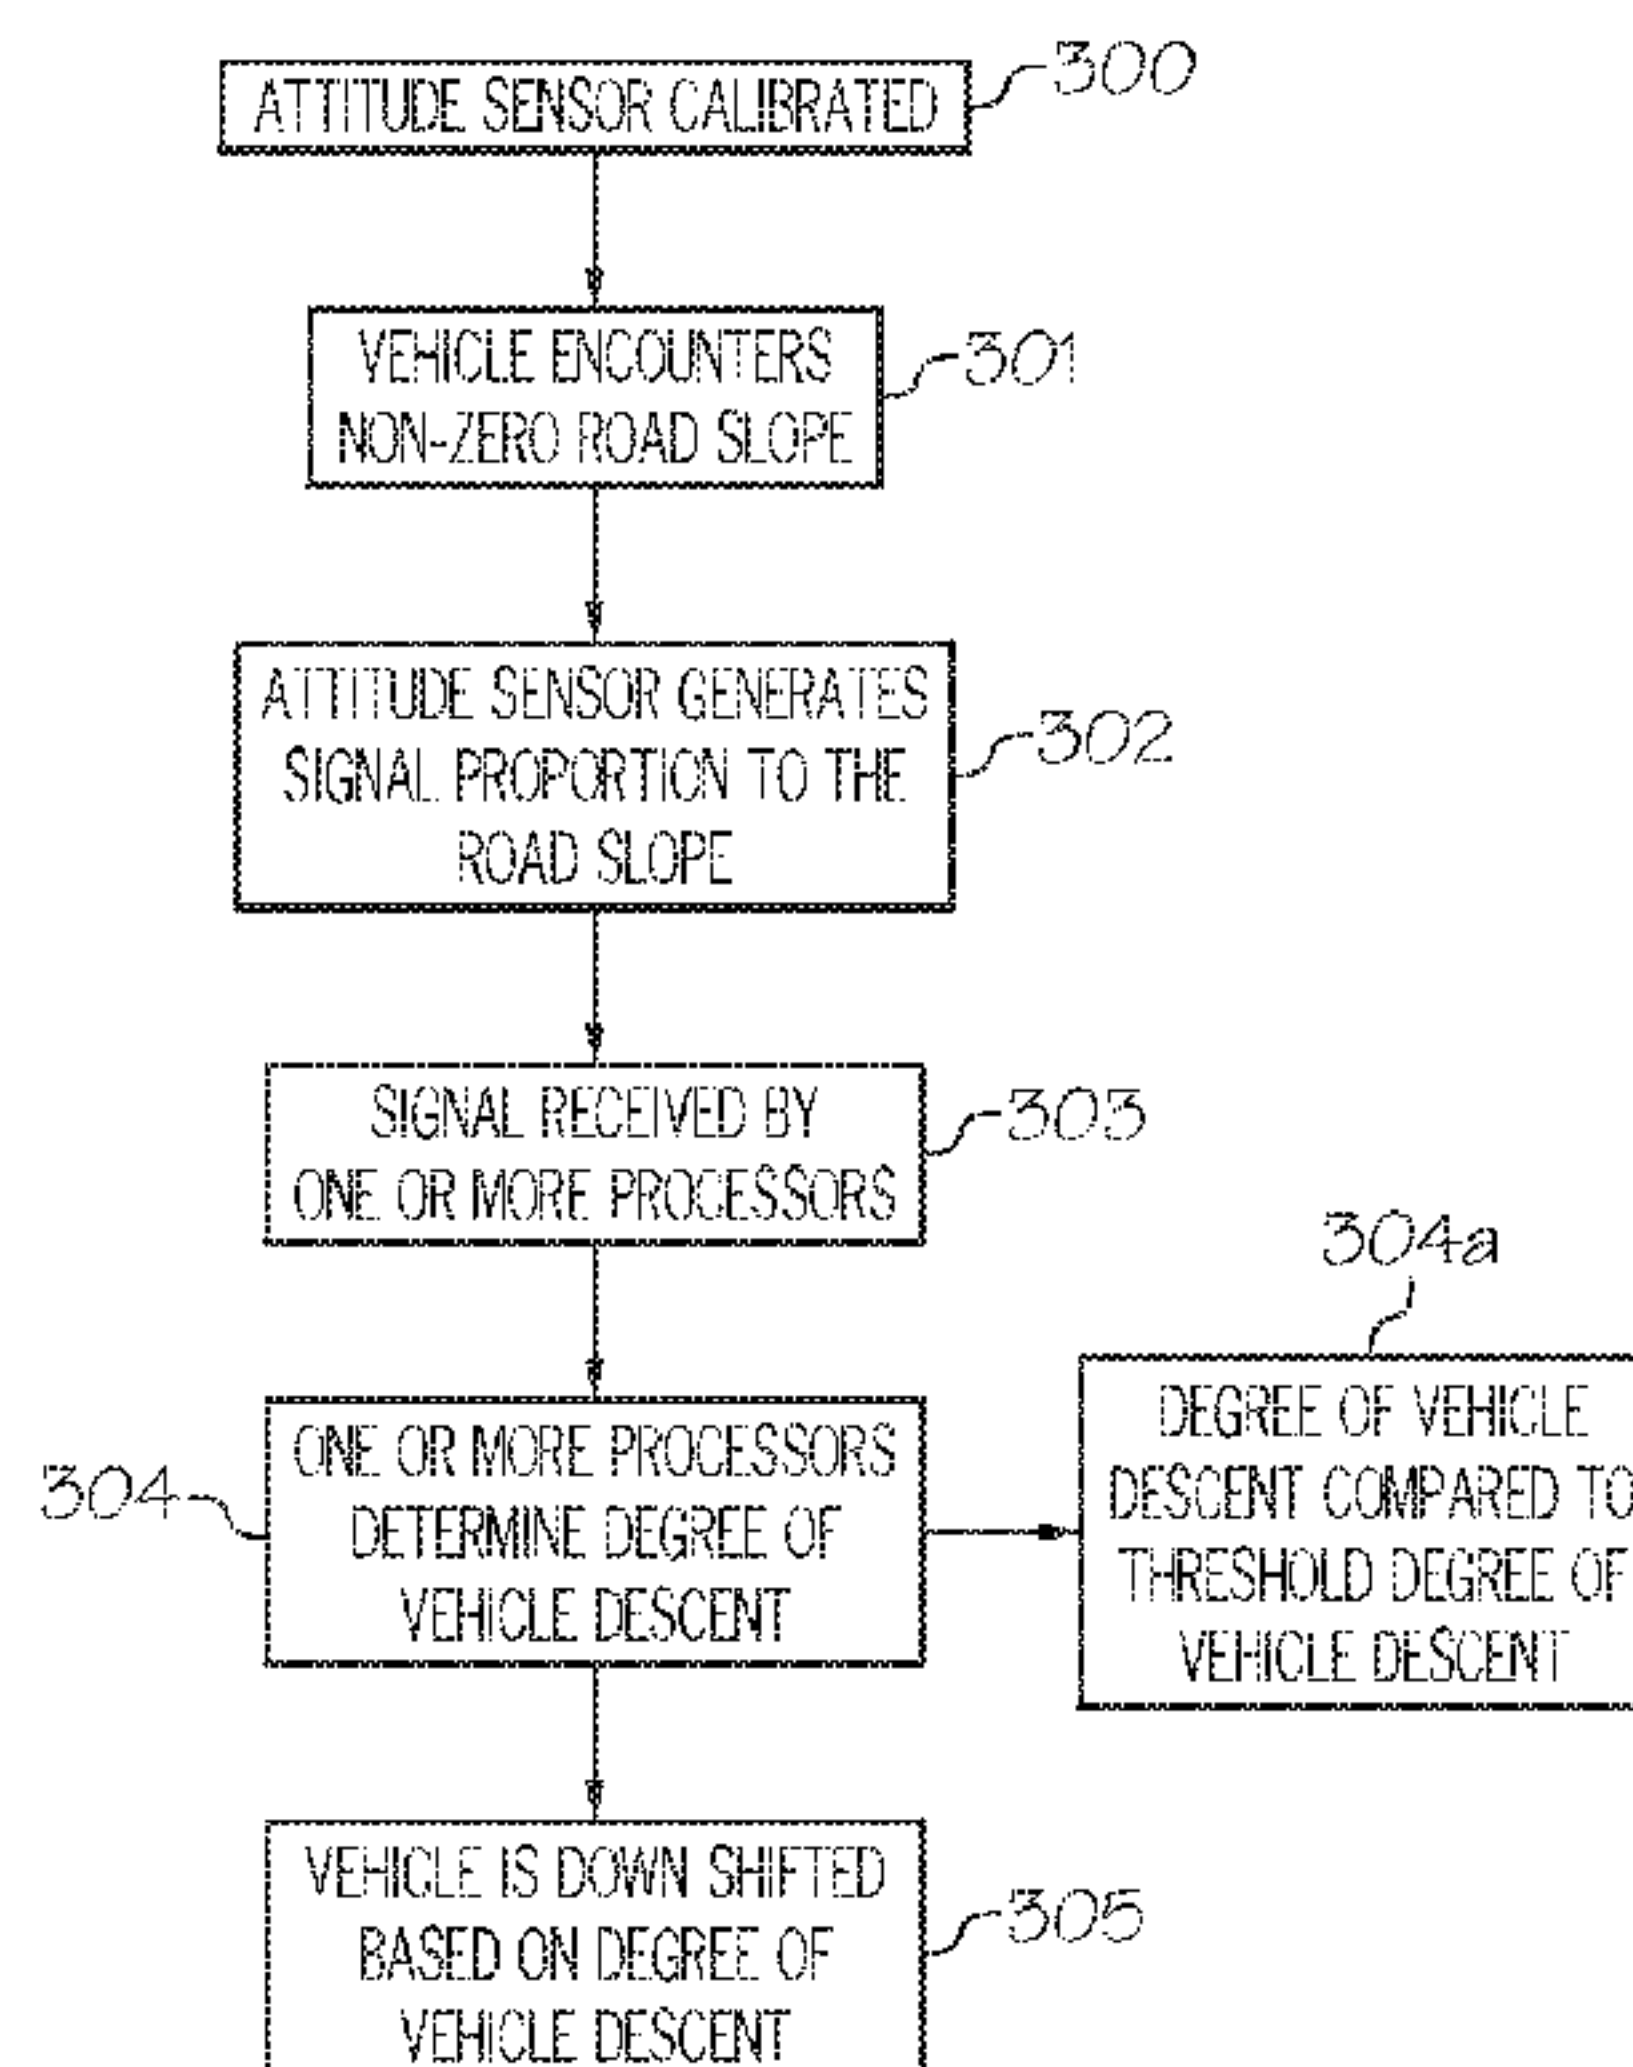 ATTITUDE SENSOR CALIBRATED
300
VEHICLE ENCOUNTERS
NON-ZERO ROAD SLOPE
301
ATTITUDE SENSOR GENERATES
SIGNAL PROPORTION TO THE
ROAD SLOPE
302
SIGNAL RECEIVED BY
ONE OR MORE PROCESSORS
303
304
ONE OR MORE PROCESSORS
DETERMINE DEGREE OF
VEHICLE DESCENT
304a
DEGREE OF VEHICLE
DESCENT COMPARED TO
THRESHOLD DEGREE OF
VEHICLE DESCENT
VEHICLE IS DOWN SHIFTED
BASED ON DEGREE OF
VEHICLE DESCENT
305